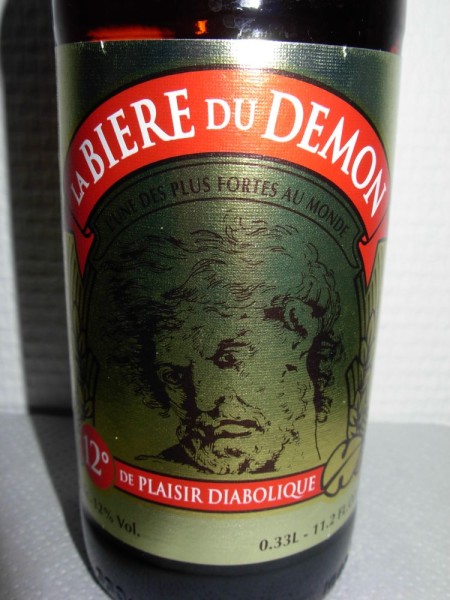 LA BIERE DU DEMON
L'UNE DES PLUS FORTES AU MONDE
12°
DE PLAISIR DIABOLIQUE
12% Vol.
0.33L - 11.2 FL